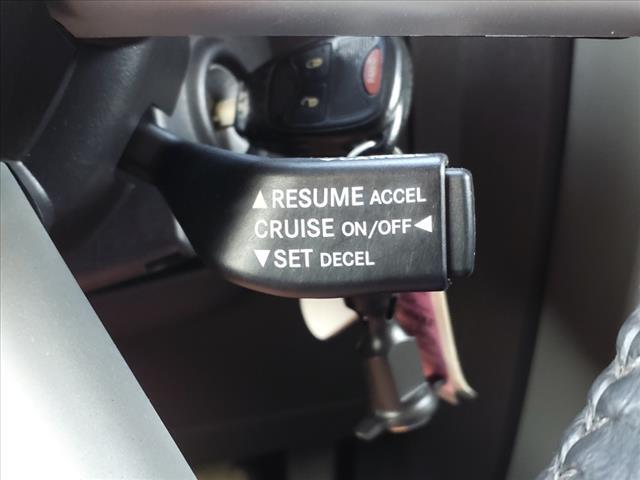 ▲RESUME ACCEL
CRUISE ON/OFF◀
▼SET DECEL